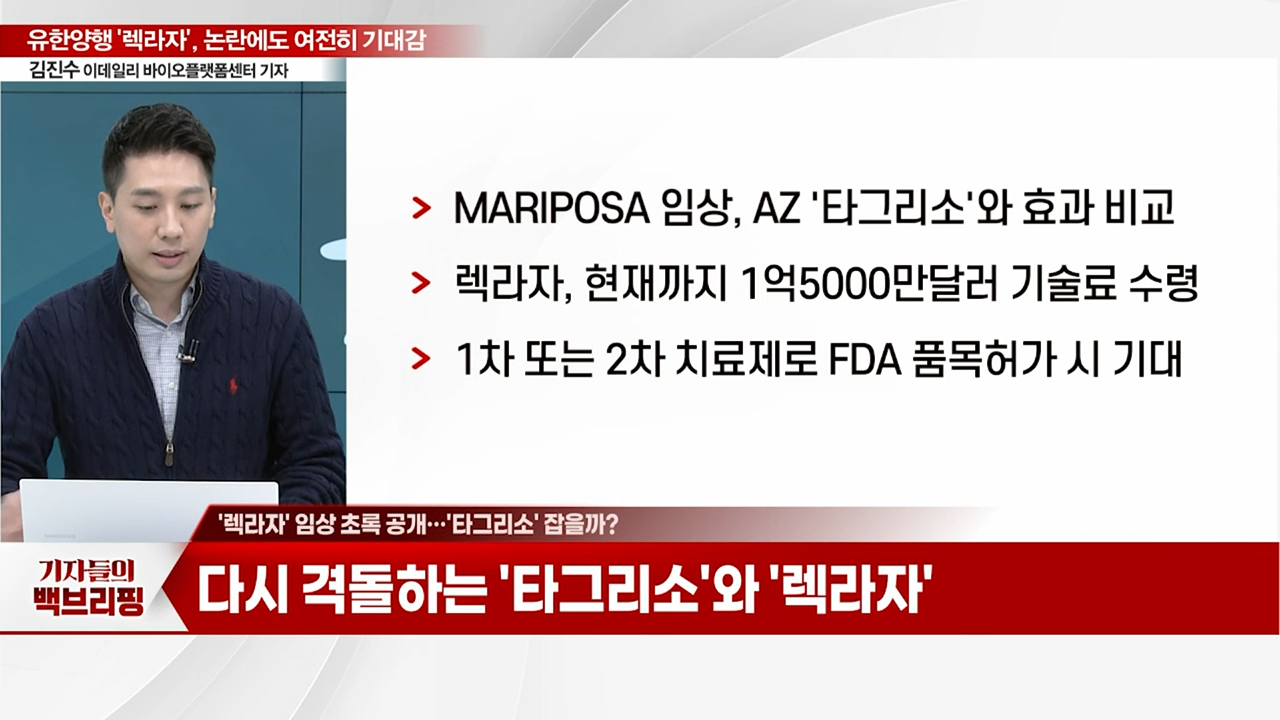 유한양행 '렉라자', 논란에도 여전히 기대감
김진수 이데일리 바이오플랫폼센터 기자
> MARIPOSA 임상, AZ '타그리소'와 효과 비교
> 렉라자, 현재까지 1억5000만달러 기술료 수령
> 1차 또는 2차 치료제로 FDA 품목허가 시 기대
'렉라자' 임상 초록 공개…'타그리소' 잡을까?
기자들의
백브리핑
다시 격돌하는 '타그리소'와 '렉라자'